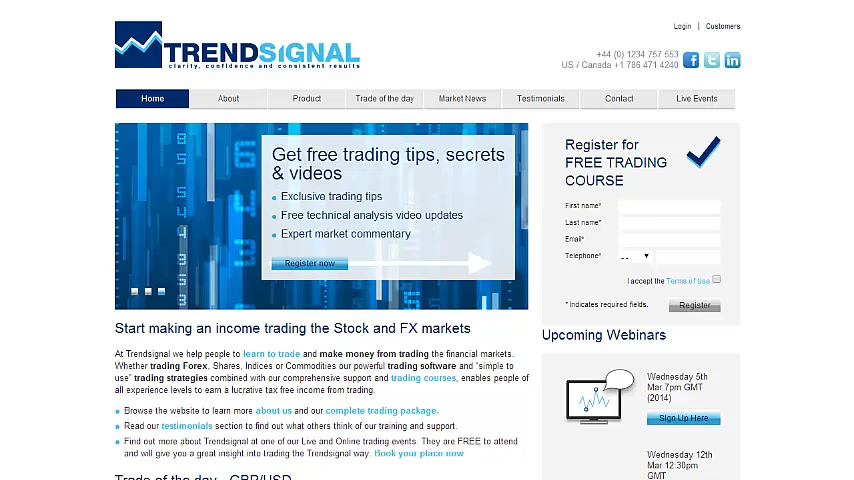 Login | Customers
TRENDSIGNAL
clarity, confidence and consistent results
+44 (0) 1234 757 553
US / Canada +1 786 471 4240
Home About Product Trade of the day Market News Testimonials Contact Live Events
Get free trading tips, secrets
& videos
Exclusive trading tips
Free technical analysis video updates
Expert market commentary
Register now
Register for
FREE TRADING
COURSE
First name*
Last name*
Email*
Telephone* - -
I accept the Terms of Use
* Indicates required fields. Register
Start making an income trading the Stock and FX markets
At Trendsignal we help people to learn to trade and make money from trading the financial markets.
Whether trading Forex, Shares, Indices or Commodities our powerful trading software and "simple to
use" trading strategies combined with our comprehensive support and trading courses, enables people of
all experience levels to earn a lucrative tax free income from trading.
Browse the website to learn more about us and our complete trading package.
Read our testimonials section to find out what others think of our training and support.
Find out more about Trendsignal at one of our Live and Online trading events. They are FREE to attend
and will give you a great insight into trading the Trendsignal way. Book your place now
Trade of the day - GBP/USD
Upcoming Webinars
Wednesday 5th
Mar 7pm GMT
(2014)
Sign Up Here
Wednesday 12th
Mar 12:30pm
GMT